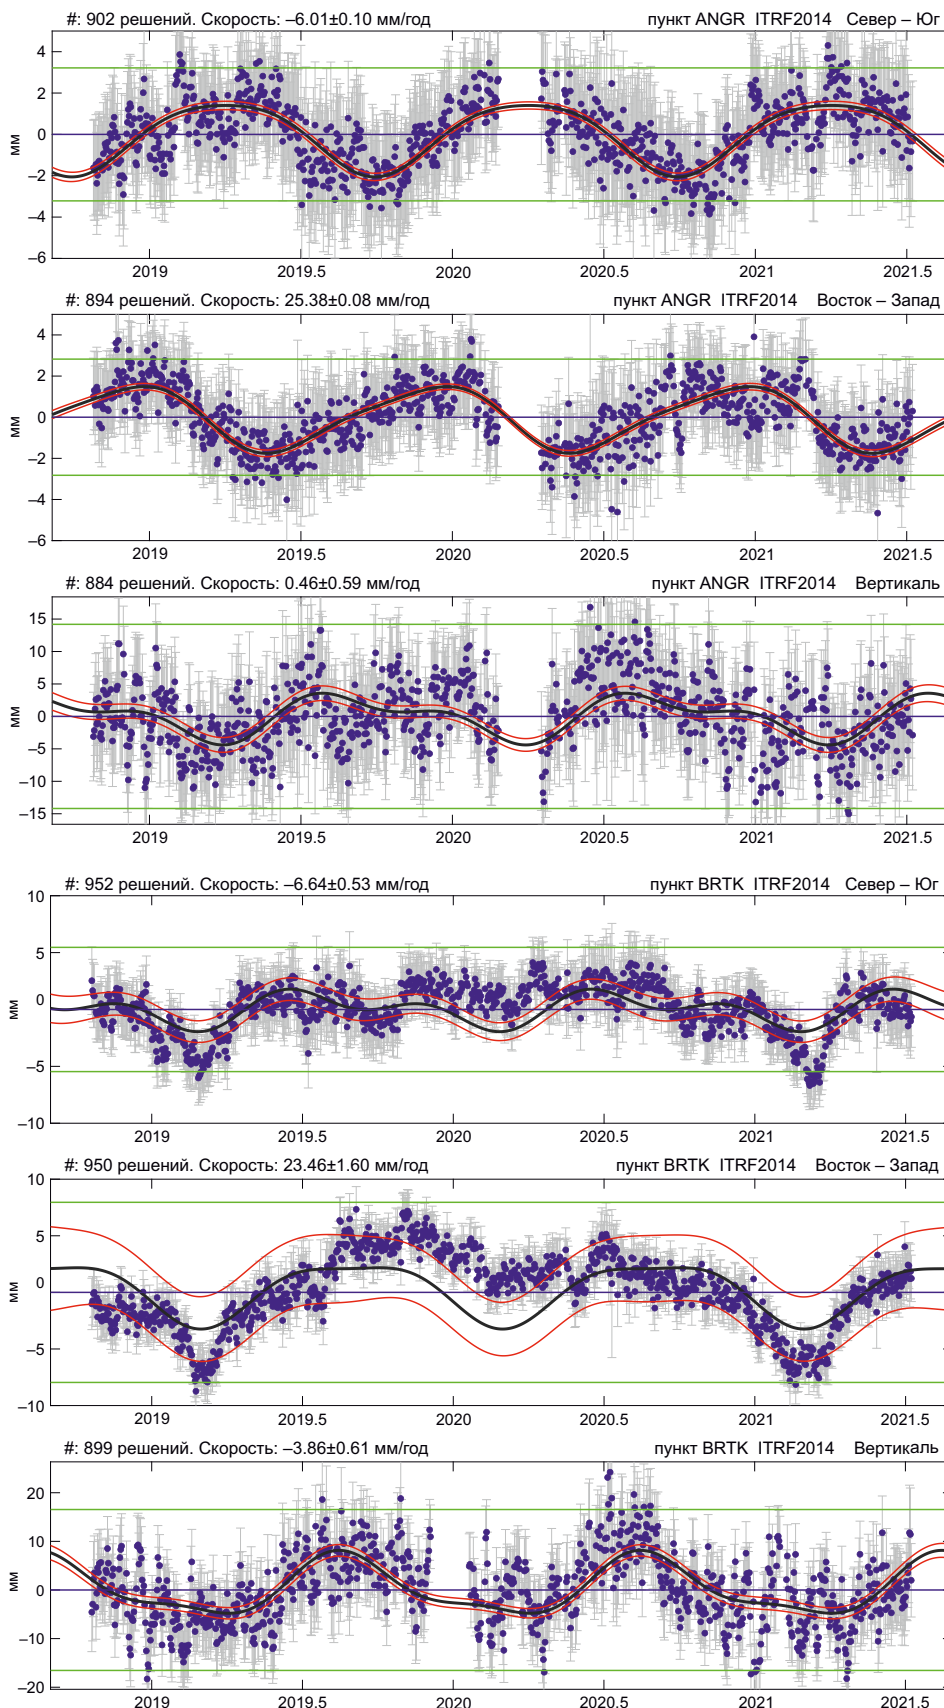 #: 902 решений. Скорость: –6.01±0.10 мм/год пункт ANGR ITRF2014 Север – Юг
4
2
0
–2
–4
–6
мм
2019 2019.5 2020 2020.5 2021 2021.5
#: 894 решений. Скорость: 25.38±0.08 мм/год пункт ANGR ITRF2014 Восток – Запад
4
2
0
–2
–4
–6
мм
2019 2019.5 2020 2020.5 2021 2021.5
#: 884 решений. Скорость: 0.46±0.59 мм/год пункт ANGR ITRF2014 Вертикаль
15
10
5
0
–5
–10
–15
мм
2019 2019.5 2020 2020.5 2021 2021.5
#: 952 решений. Скорость: –6.64±0.53 мм/год пункт BRTK ITRF2014 Север – Юг
10
5
0
–5
–10
мм
2019 2019.5 2020 2020.5 2021 2021.5
#: 950 решений. Скорость: 23.46±1.60 мм/год пункт BRTK ITRF2014 Восток – Запад
10
5
0
–5
–10
мм
2019 2019.5 2020 2020.5 2021 2021.5
#: 899 решений. Скорость: –3.86±0.61 мм/год пункт BRTK ITRF2014 Вертикаль
20
10
0
–10
–20
мм
2019 2019.5 2020 2020.5 2021 2021.5